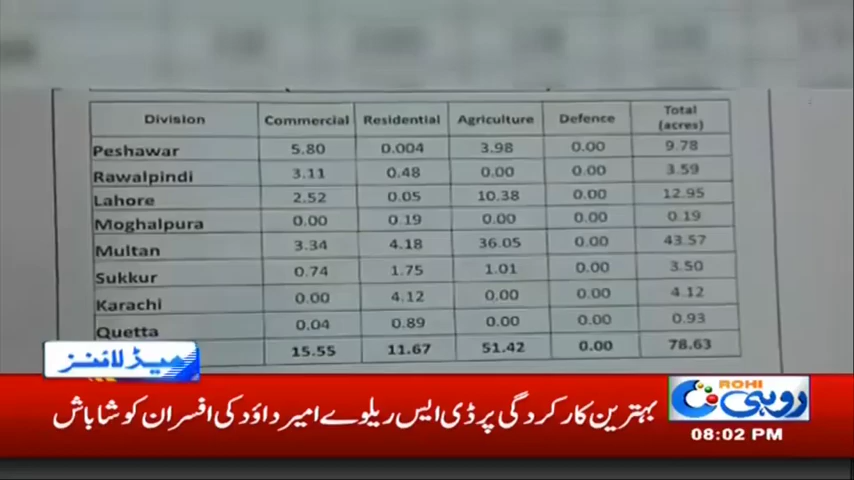 Division Commercial Residential Agriculture Defence Total (acres)
Peshawar 5.80 0.004 3.98 0.00 9.78
Rawalpindi 3.11 0.48 0.00 0.00 3.59
Lahore 2.52 0.05 10.38 0.00 12.95
Moghalpura 0.00 0.19 0.00 0.00 0.19
Multan 3.34 4.18 36.05 0.00 43.57
Sukkur 0.74 1.75 1.01 0.00 3.50
Karachi 0.00 4.12 0.00 0.00 4.12
Quetta 0.04 0.89 0.00 0.00 0.93
15.55 11.67 51.42 0.00 78.63
ہیڈلائنز
بہترین کارکردگی پر ڈی ایس ریلوے امیر داؤد کی افسران کو شاباش
ROHI
روہی
08:02 PM